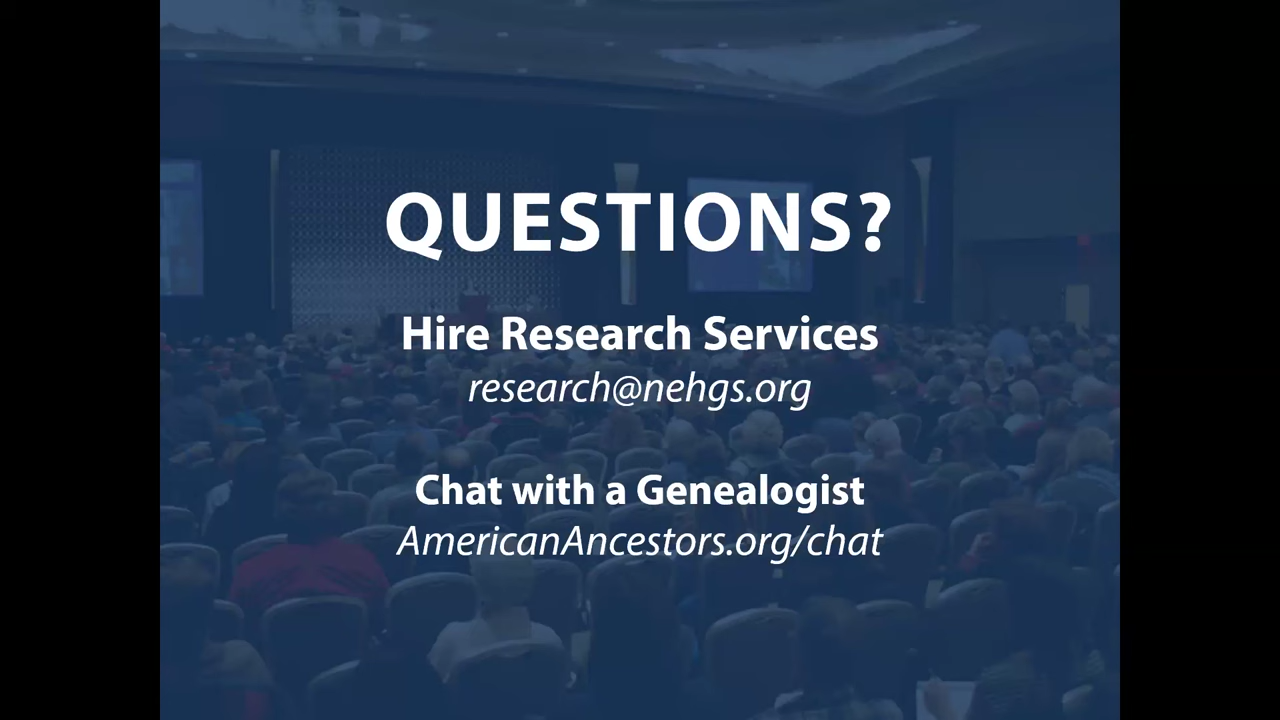 QUESTIONS?
Hire Research Services
research@nehgs.org
Chat with a Genealogist
AmericanAncestors.org/chat